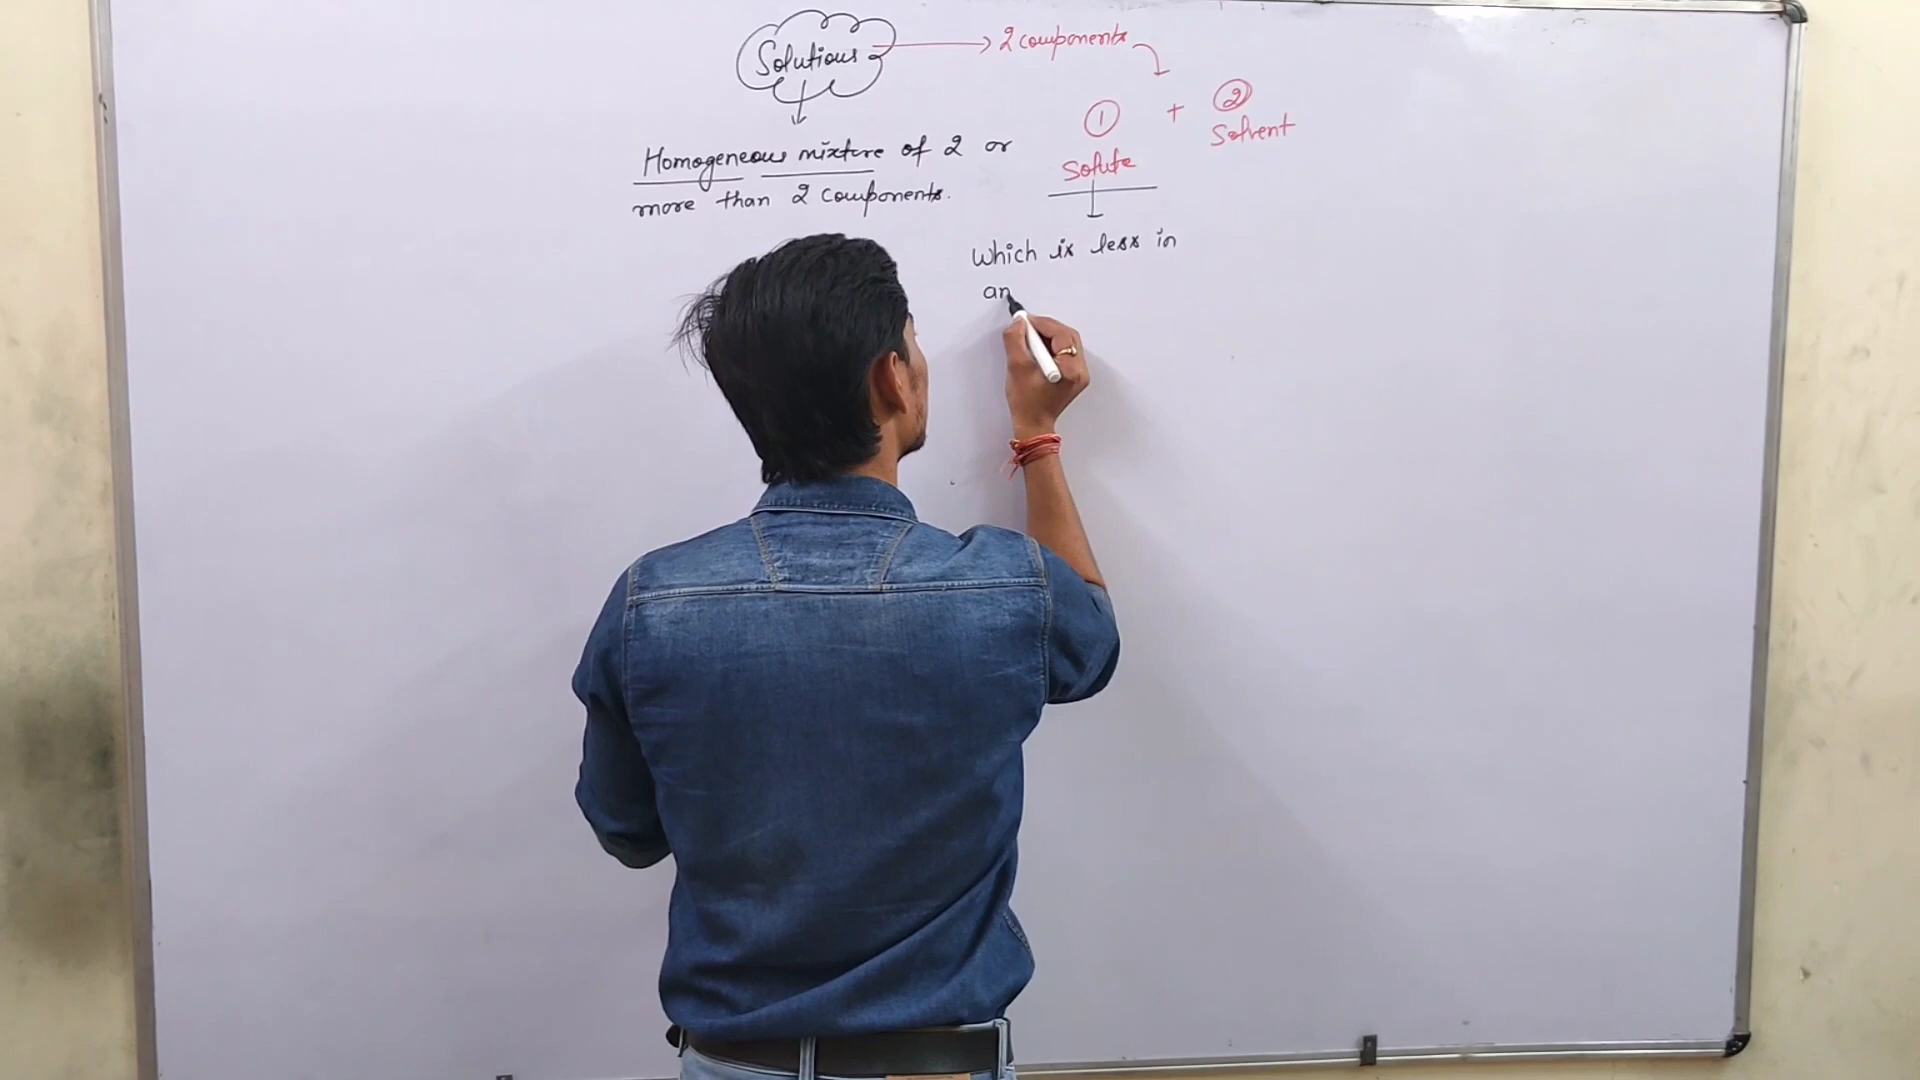 Solutions → 2 components
① + ②
Solute Solvent
Homogeneous mixture of 2 or
more than 2 components.
Which is less in
am